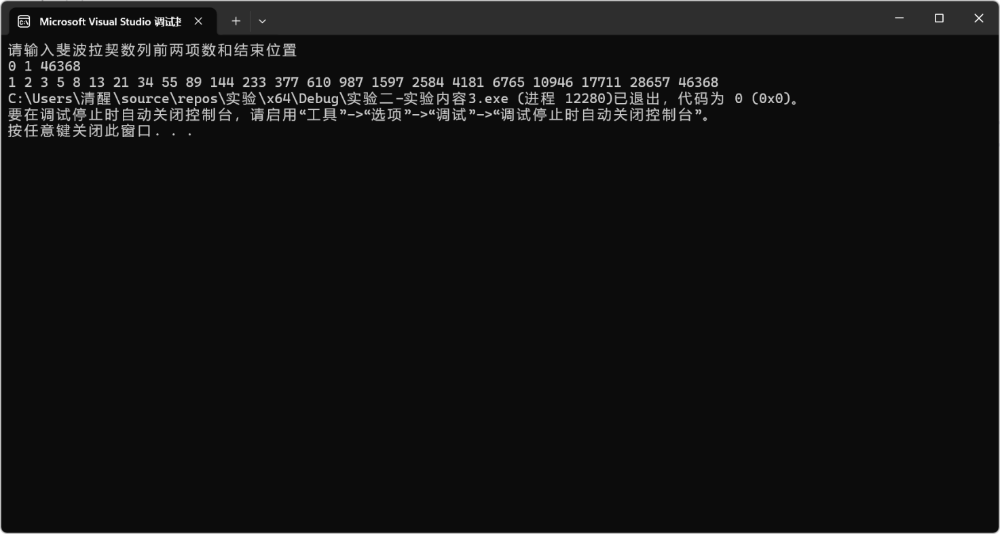 Microsoft Visual Studio 调试
请输入斐波拉契数列前两项数和结束位置
0 1 46368
1 2 3 5 8 13 21 34 55 89 144 233 377 610 987 1597 2584 4181 6765 10946 17711 28657 46368
C:\Users\清醒\source\repos\实验\x64\Debug\实验二-实验内容3.exe (进程 12280)已退出，代码为 0 (0x0)。
要在调试停止时自动关闭控制台，请启用“工具”->“选项”->“调试”->“调试停止时自动关闭控制台”。
按任意键关闭此窗口. . .